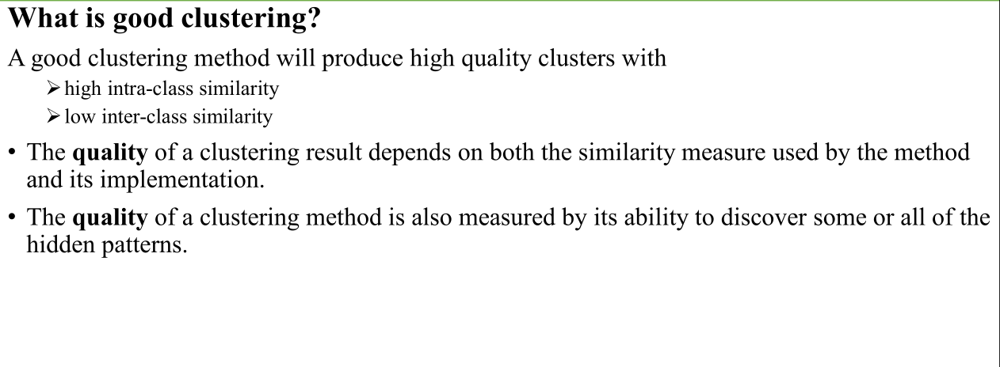 What is good clustering?
A good clustering method will produce high quality clusters with
➢ high intra-class similarity
➢ low inter-class similarity
• The quality of a clustering result depends on both the similarity measure used by the method
and its implementation.
• The quality of a clustering method is also measured by its ability to discover some or all of the
hidden patterns.